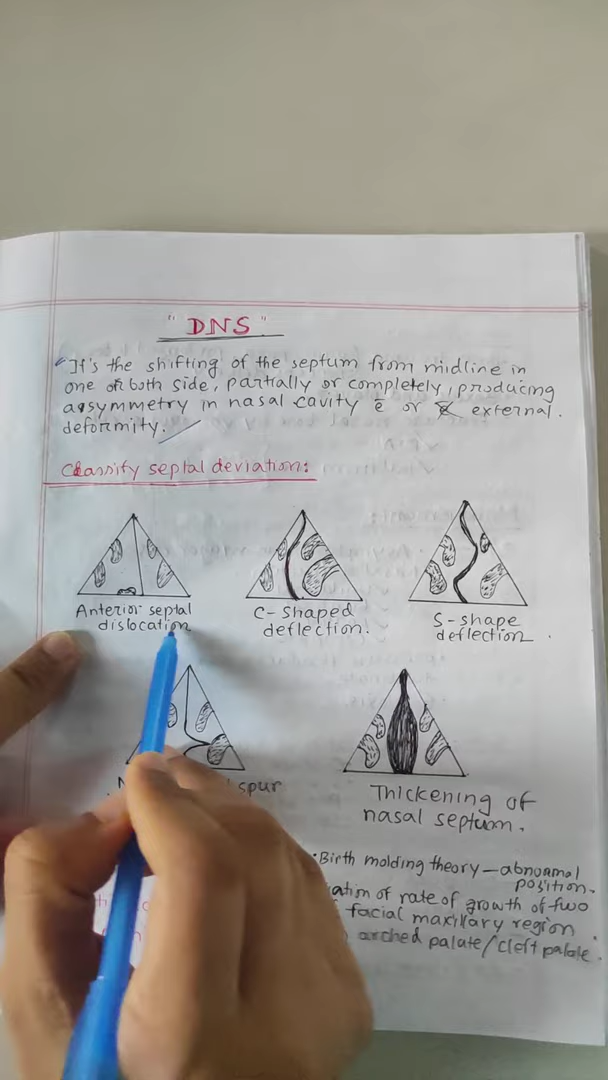 "DNS"
It's the shifting of the septum from midline in
one or both side, partially or completely, producing
assymmetry in nasal cavity c̄ or external.
deformity.
Classify septal deviation:
Anterior septal
dislocation
C-shaped
deflection.
S-shape
deflection.
spur
Thickening of
nasal septum.
• Birth molding theory — abnormal
position.
of rate of growth of two
facial maxillary region
arched palate/cleft palate.